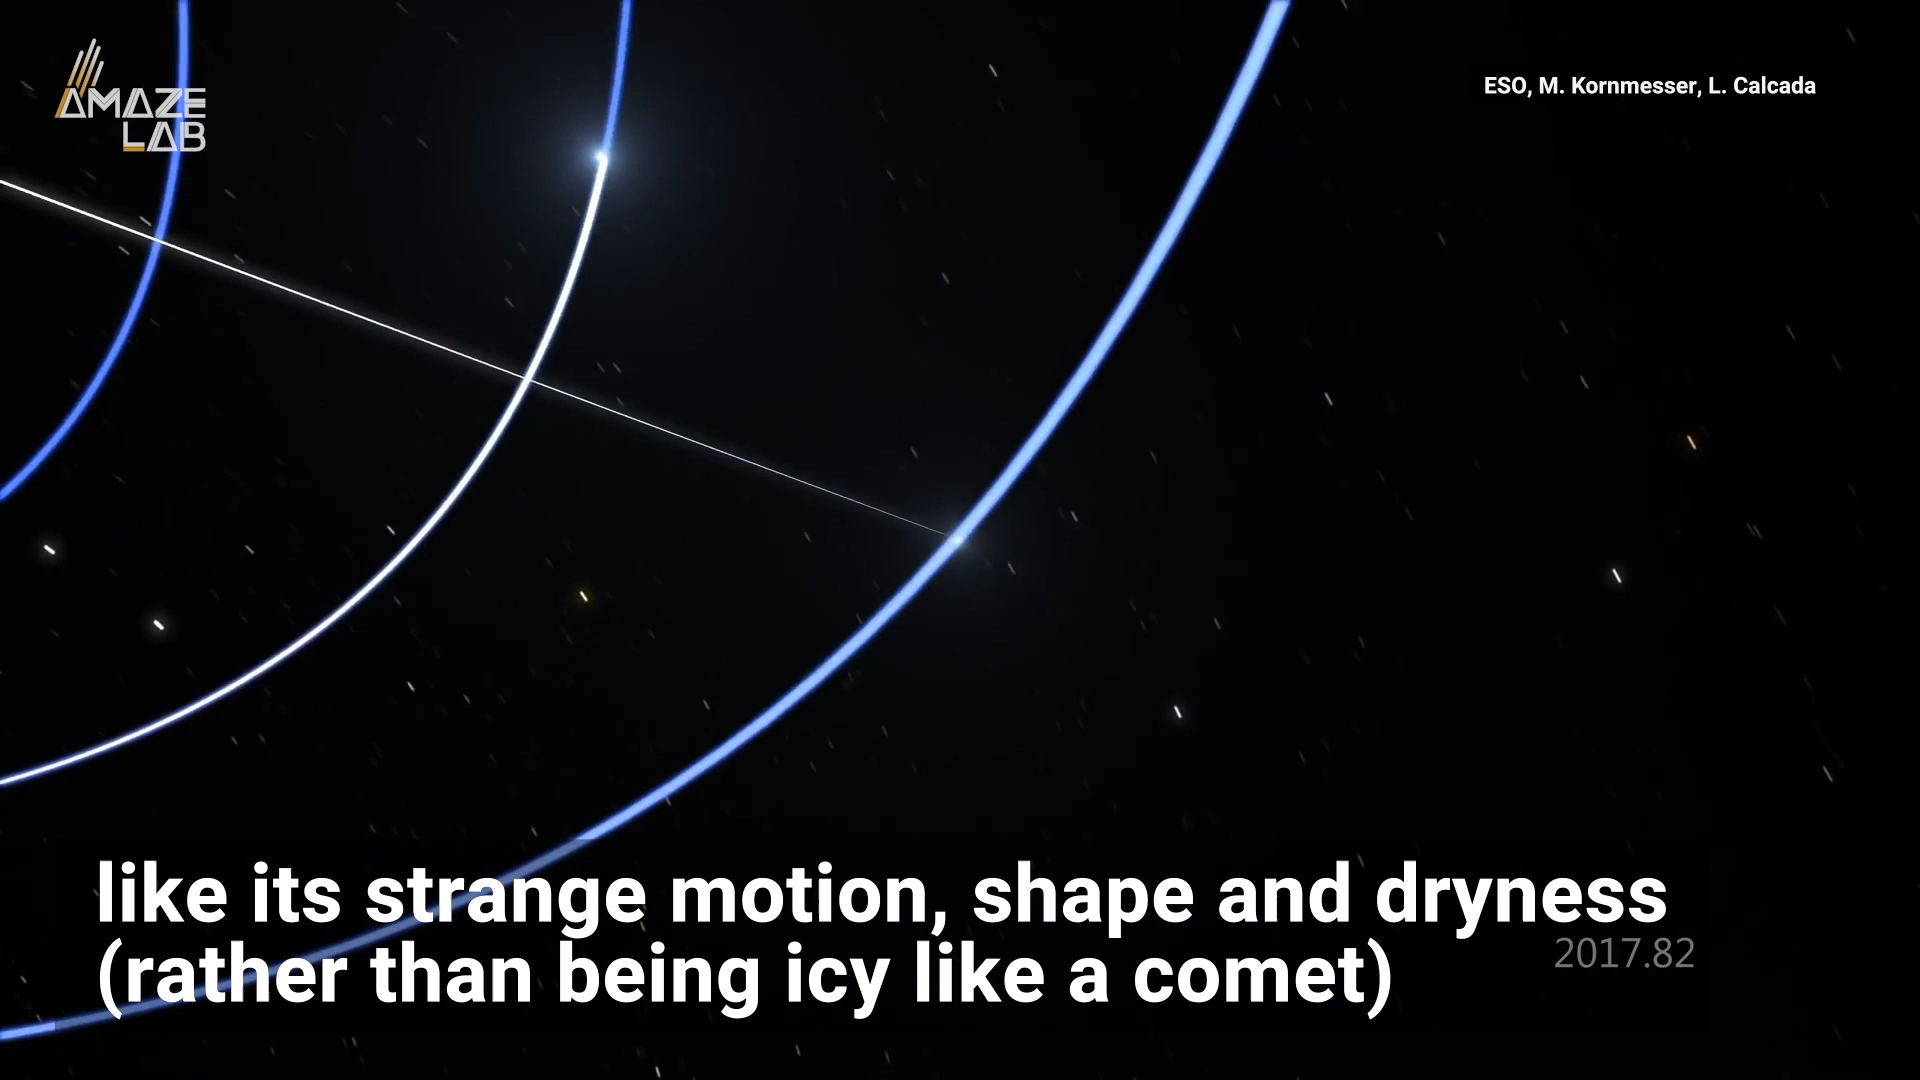 AMAZE
LAB
ESO, M. Kornmesser, L. Calcada
like its strange motion, shape and dryness
(rather than being icy like a comet)
2017.82